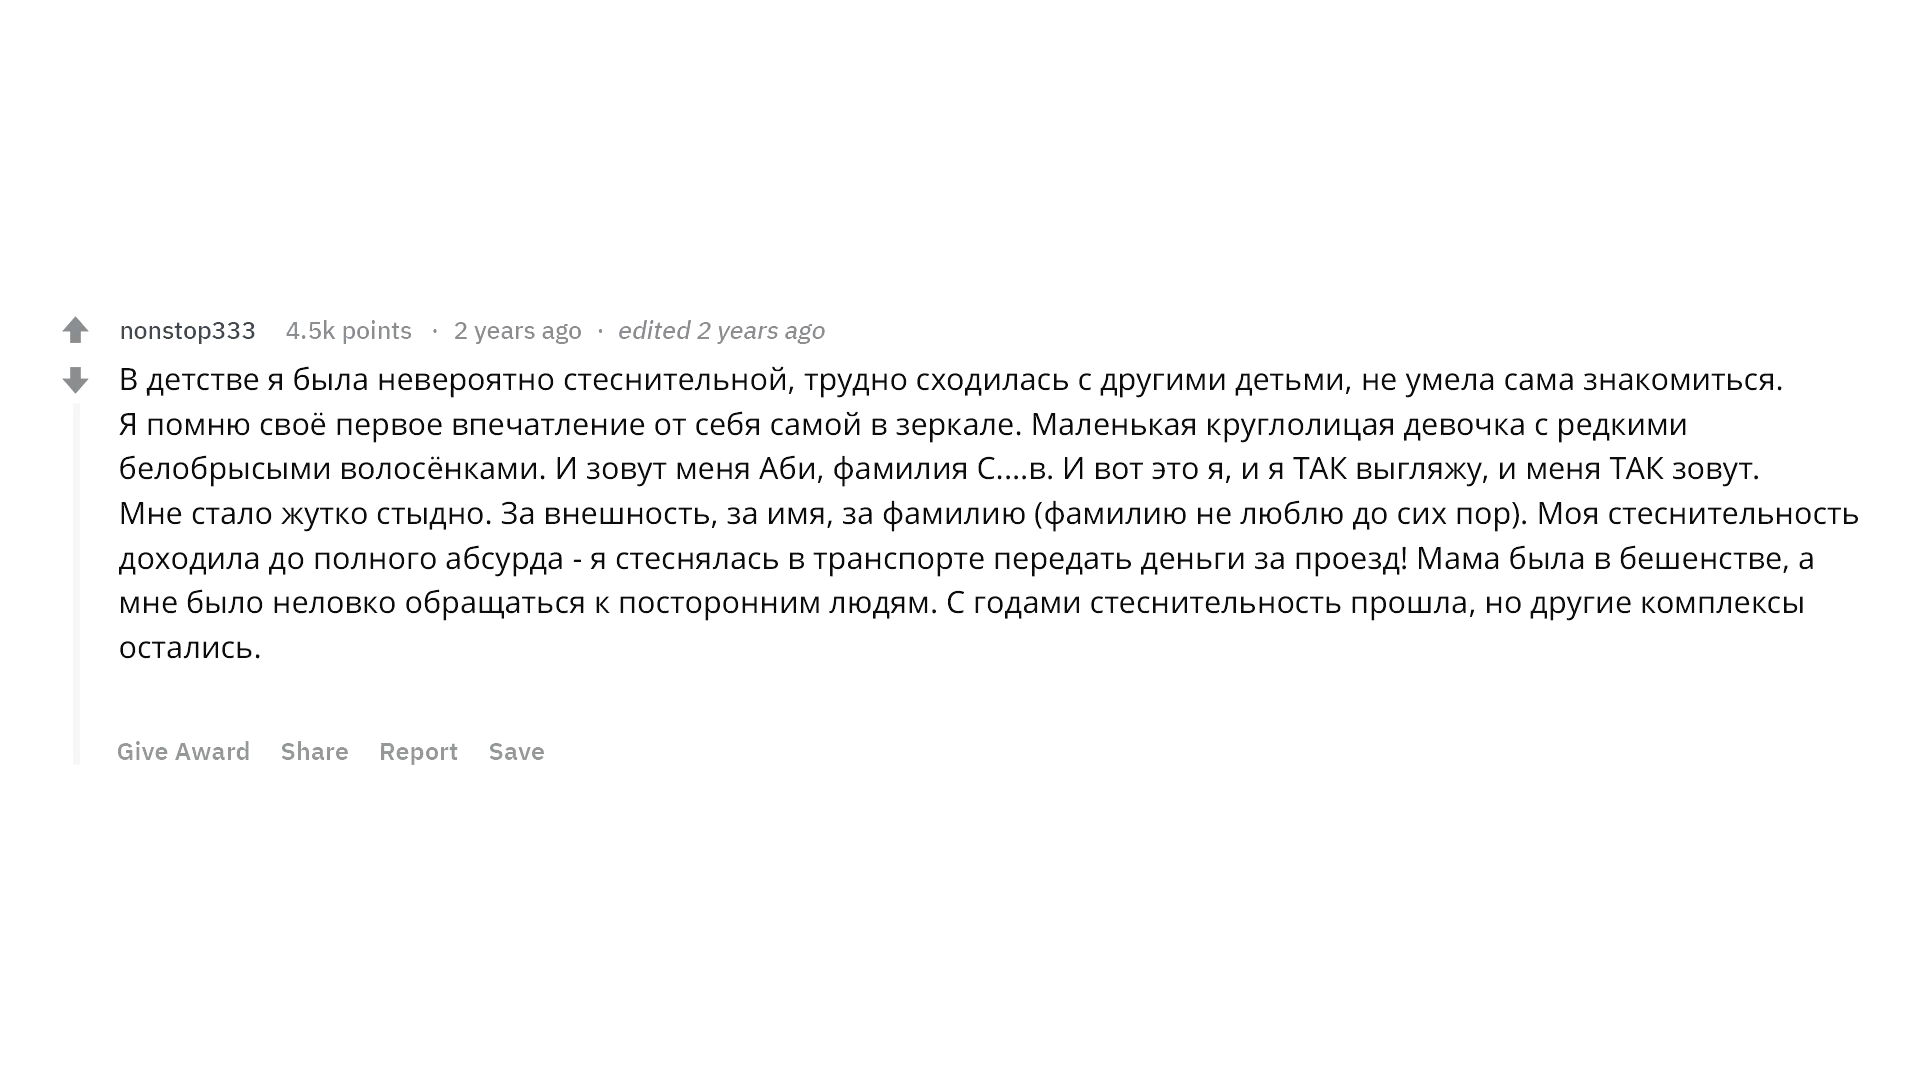 nonstop333 4.5k points · 2 years ago · edited 2 years ago
В детстве я была невероятно стеснительной, трудно сходилась с другими детьми, не умела сама знакомиться.
Я помню своё первое впечатление от себя самой в зеркале. Маленькая круглолицая девочка с редкими
белобрысыми волосёнками. И зовут меня Аби, фамилия С....в. И вот это я, и я ТАК выгляжу, и меня ТАК зовут.
Мне стало жутко стыдно. За внешность, за имя, за фамилию (фамилию не люблю до сих пор). Моя стеснительность
доходила до полного абсурда - я стеснялась в транспорте передать деньги за проезд! Мама была в бешенстве, а
мне было неловко обращаться к посторонним людям. С годами стеснительность прошла, но другие комплексы
остались.
Give Award Share Report Save